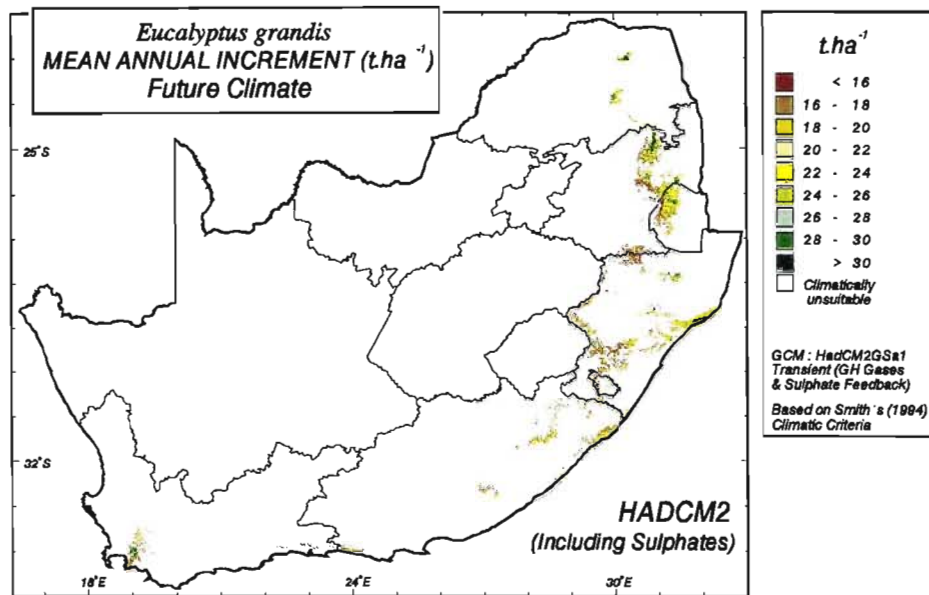 Eucalyptus grandis
MEAN ANNUAL INCREMENT (t.ha⁻¹)
Future Climate
25°S
32°S
18°E
24°E
30°E
HADCM2
(Including Sulphates)
t.ha⁻¹
< 16
16 - 18
18 - 20
20 - 22
22 - 24
24 - 26
26 - 28
28 - 30
> 30
Climatically
unsuitable
GCM : HadCM2GSa1
Transient (GH Gases
& Sulphate Feedback)
Based on Smith´s (1994)
Climatic Criteria